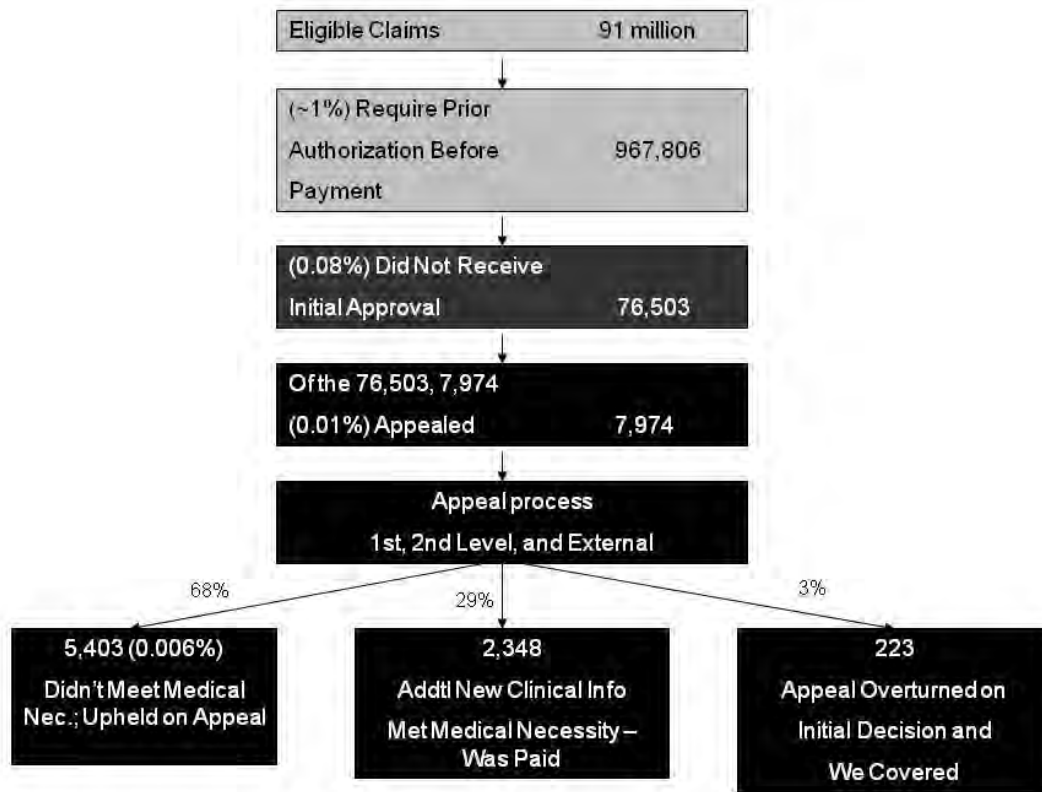 Eligible Claims 91 million
(~1%) Require Prior
Authorization Before 967,806
Payment
(0.08%) Did Not Receive
Initial Approval 76,503
Of the 76,503, 7,974
(0.01%) Appealed 7,974
Appeal process
1st, 2nd Level, and External
68%
29%
3%
5,403 (0.006%)
Didn't Meet Medical
Nec.; Upheld on Appeal
2,348
Addtl New Clinical Info
Met Medical Necessity –
Was Paid
223
Appeal Overturned on
Initial Decision and
We Covered